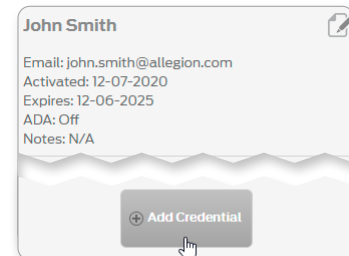 John Smith
Email: john.smith@allegion.com
Activated: 12-07-2020
Expires: 12-06-2025
ADA: Off
Notes: N/A
Add Credential